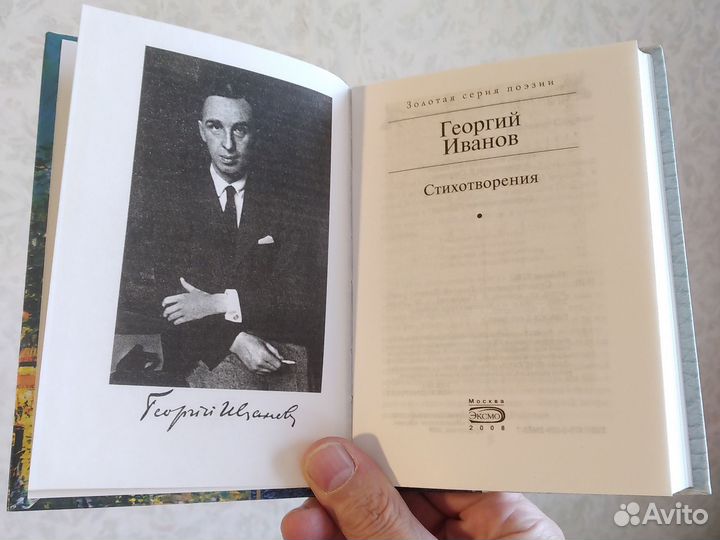 Георгий Иванов
Золотая серия поэзии
Георгий
Иванов
Стихотворения
Москва
ЭКСМО
2008
Avito